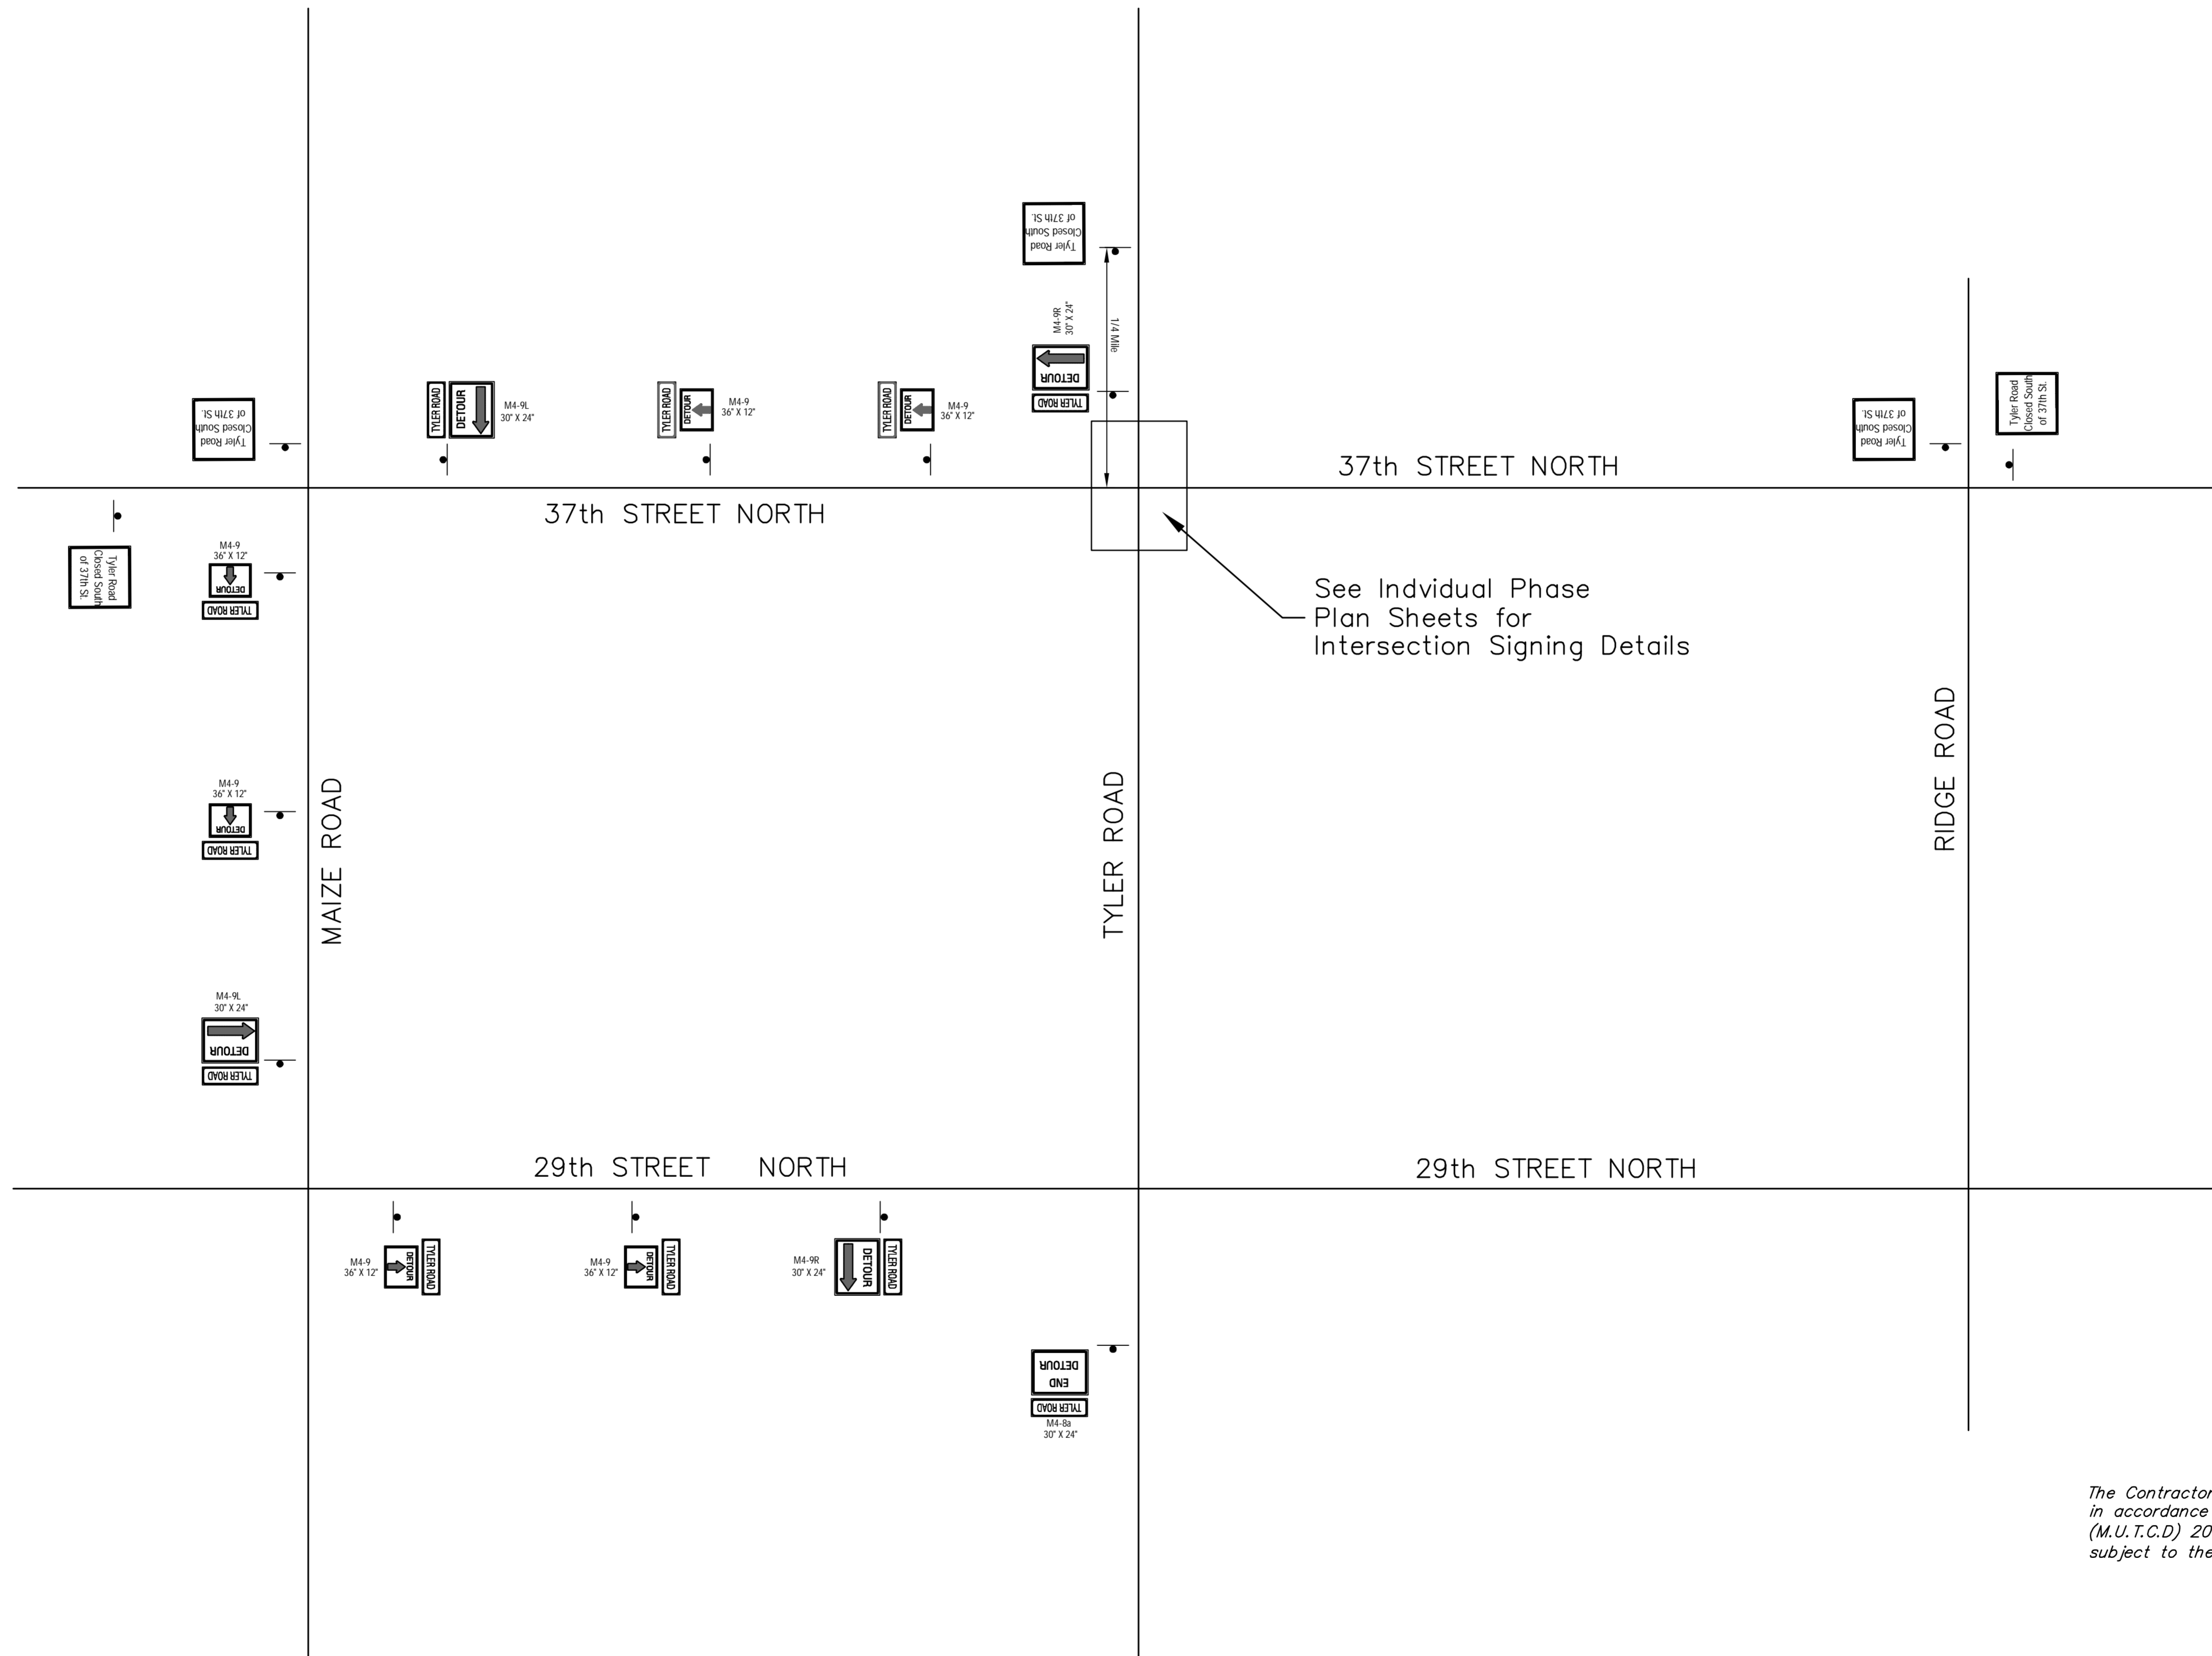 Tyler Road
Closed South
of 37th St.
M4-9R
30" X 24"
1/4 Mile
DETOUR
TYLER ROAD
Tyler Road
Closed South
of 37th St.
TYLER ROAD
DETOUR
M4-9L
30" X 24"
TYLER ROAD
DETOUR
M4-9
36" X 12"
TYLER ROAD
DETOUR
M4-9
36" X 12"
Tyler Road
Closed South
of 37th St.
Tyler Road
Closed South
of 37th St.
37th STREET NORTH
37th STREET NORTH
Tyler Road
Closed South
of 37th St.
M4-9
36" X 12"
DETOUR
TYLER ROAD
See Indvidual Phase
Plan Sheets for
Intersection Signing Details
M4-9
36" X 12"
DETOUR
TYLER ROAD
MAIZE ROAD
TYLER ROAD
RIDGE ROAD
M4-9L
30" X 24"
DETOUR
TYLER ROAD
29th STREET NORTH
29th STREET NORTH
M4-9
36" X 12"
DETOUR
TYLER ROAD
M4-9
36" X 12"
DETOUR
TYLER ROAD
M4-9R
30" X 24"
DETOUR
TYLER ROAD
END
DETOUR
TYLER ROAD
M4-8a
30" X 24"
The Contractor
in accordance
(M.U.T.C.D) 20
subject to the